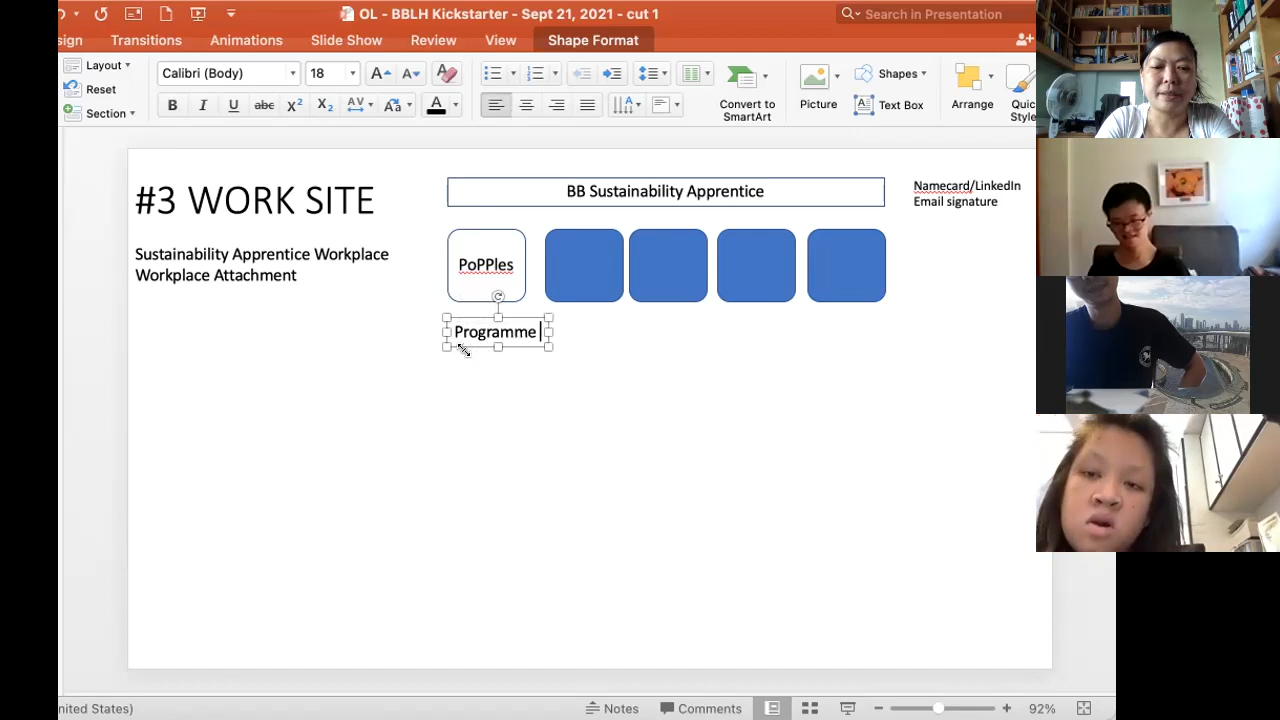 OL - BBLH Kickstarter - Sept 21, 2021 - cut 1
Search in Presentation
sign Transitions Animations Slide Show Review View Shape Format
Layout
Reset
Section
Calibri (Body) 18
Convert to
SmartArt
Picture
Shapes
Text Box
Arrange
Quic
Style
#3 WORK SITE
Sustainability Apprentice Workplace
Workplace Attachment
BB Sustainability Apprentice
Namecard/LinkedIn
Email signature
PoPPles
Programme
nited States)
Notes
Comments
92%